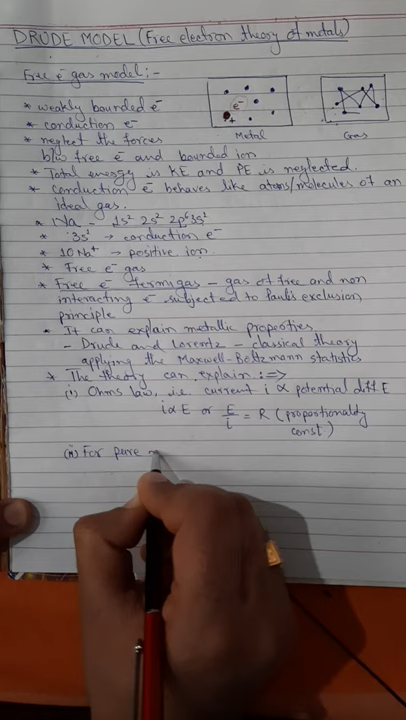 DRUDE MODEL (Free electron theory of metals)
Free e⁻ gas model:-
* weakly bounded e⁻
* conduction e⁻
* neglect the forces
b/w free e⁻ and bounded ion
e⁻
+
Metal
Gas
* Total energy is KE and PE is neglected.
* conduction e⁻ behaves like atoms/molecules of an
ideal gas.
* Na - 1s² 2s² 2p⁶ 3s¹
* 3s¹ → conduction e⁻
* 10 Na⁺ → positive ion.
* Free e⁻ gas
* Free e⁻ fermi gas - gas of free and non
interacting e⁻ subjected to Pauli's exclusion
principle
* It can explain metallic properties
- Drude and Lorentz - classical theory
applying the Maxwell-Boltzmann statistics
* The theory can explain :=>
(i) Ohms law, i.e. current i ∝ potential diff E
i∝E or E/i = R (proportionality
const)
(ii) For pure